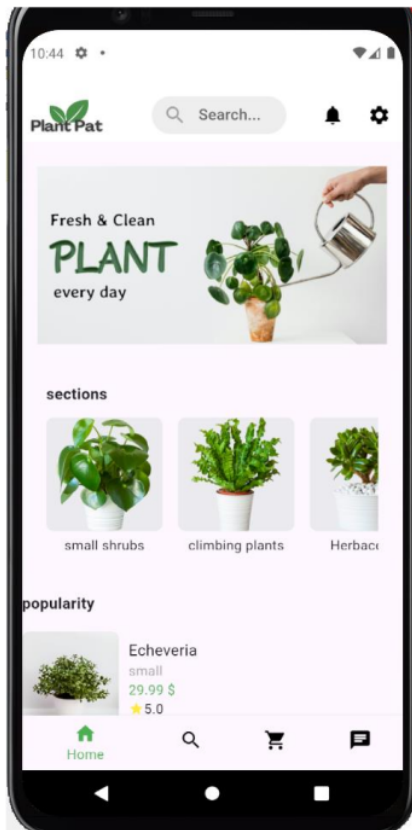 10:44
Plant Pat
Search...
Fresh & Clean
PLANT
every day
sections
small shrubs
climbing plants
Herbace
popularity
Echeveria
small
29.99 $
5.0
Home